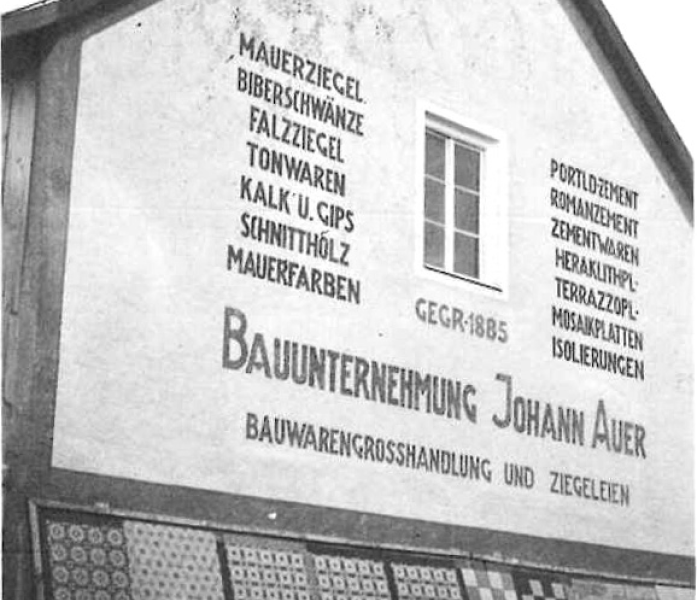 MAUERZIEGEL.
BIBERSCHWÄNZE
FALZZIEGEL
TONWAREN
KALK U. GIPS
SCHNITTHOLZ
MAUERFARBEN
PORTLD-ZEMENT
ROMANZEMENT
ZEMENTWAREN
HERAKLITHPL.
TERRAZZOPL.
MOSAIKPLATTEN
ISOLIERUNGEN
GEGR·1885
BAUUNTERNEHMUNG JOHANN AUER
BAUWARENGROSSHANDLUNG UND ZIEGELEIEN